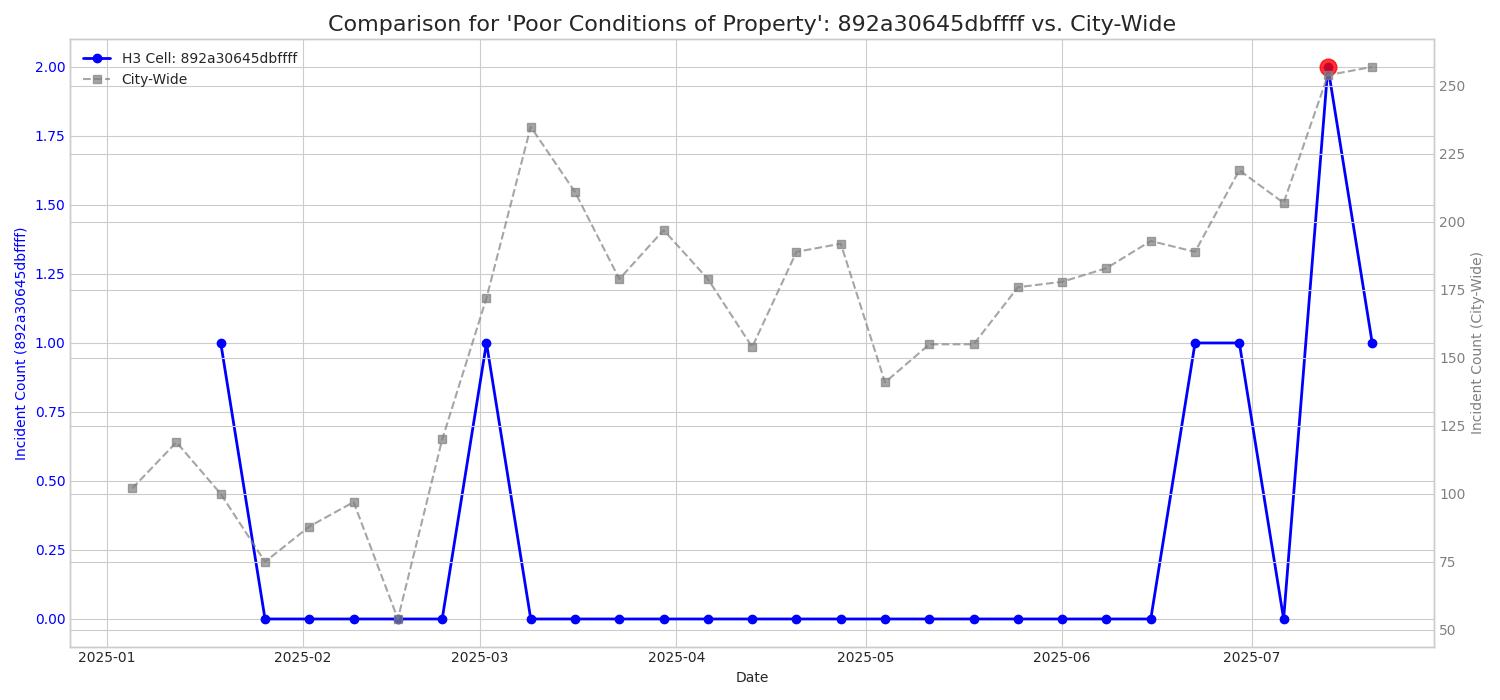 Comparison for 'Poor Conditions of Property': 892a30645dbffff vs. City-Wide
H3 Cell: 892a30645dbffff
City-Wide
Incident Count (892a30645dbffff)
2.00
1.75
1.50
1.25
1.00
0.75
0.50
0.25
0.00
250
225
200
175
150
125
100
75
50
Incident Count (City-Wide)
2025-01 2025-02 2025-03 2025-04 2025-05 2025-06 2025-07
Date